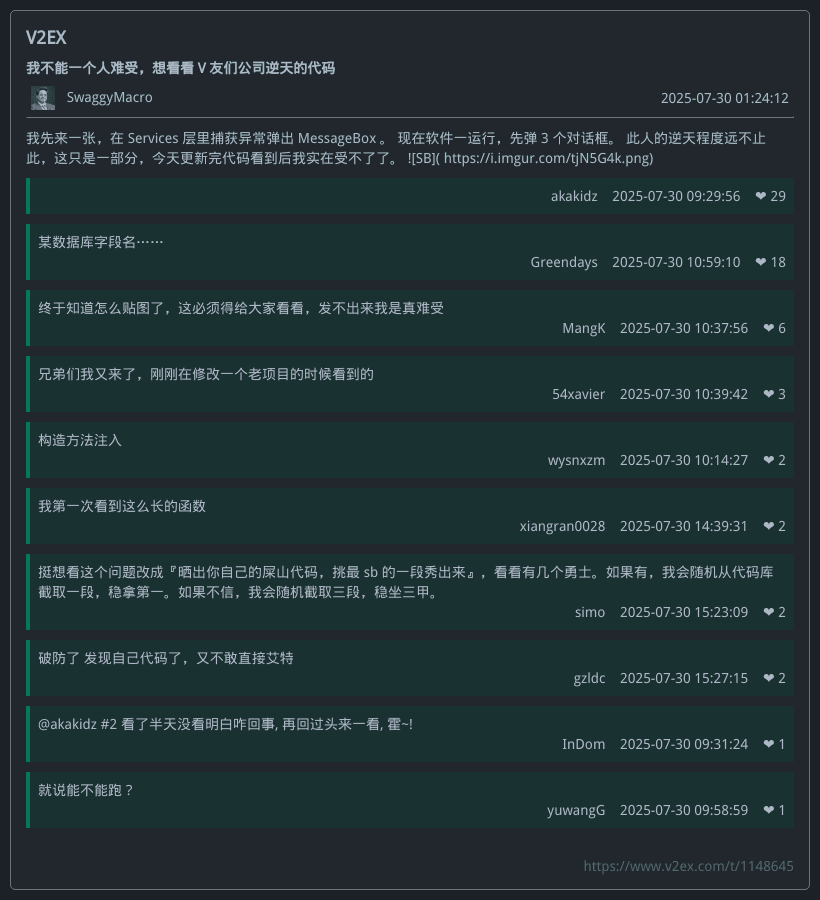 V2EX
我不能一个人难受，想看看 V 友们公司逆天的代码
SwaggyMacro 2025-07-30 01:24:12
我先来一张，在 Services 层里捕获异常弹出 MessageBox 。 现在软件一运行，先弹 3 个对话框。 此人的逆天程度远不止
此，这只是一部分，今天更新完代码看到后我实在受不了了。 ![SB]( https://i.imgur.com/tjN5G4k.png)
akakidz 2025-07-30 09:29:56 ❤ 29
某数据库字段名……
Greendays 2025-07-30 10:59:10 ❤ 18
终于知道怎么贴图了，这必须得给大家看看，发不出来我是真难受
MangK 2025-07-30 10:37:56 ❤ 6
兄弟们我又来了，刚刚在修改一个老项目的时候看到的
54xavier 2025-07-30 10:39:42 ❤ 3
构造方法注入
wysnxzm 2025-07-30 10:14:27 ❤ 2
我第一次看到这么长的函数
xiangran0028 2025-07-30 14:39:31 ❤ 2
挺想看这个问题改成『晒出你自己的屎山代码，挑最 sb 的一段秀出来』，看看有几个勇士。如果有，我会随机从代码库
截取一段，稳拿第一。如果不信，我会随机截取三段，稳坐三甲。
simo 2025-07-30 15:23:09 ❤ 2
破防了 发现自己代码了，又不敢直接艾特
gzldc 2025-07-30 15:27:15 ❤ 2
@akakidz #2 看了半天没看明白咋回事, 再回过头来一看, 霍~!
InDom 2025-07-30 09:31:24 ❤ 1
就说能不能跑？
yuwangG 2025-07-30 09:58:59 ❤ 1
https://www.v2ex.com/t/1148645